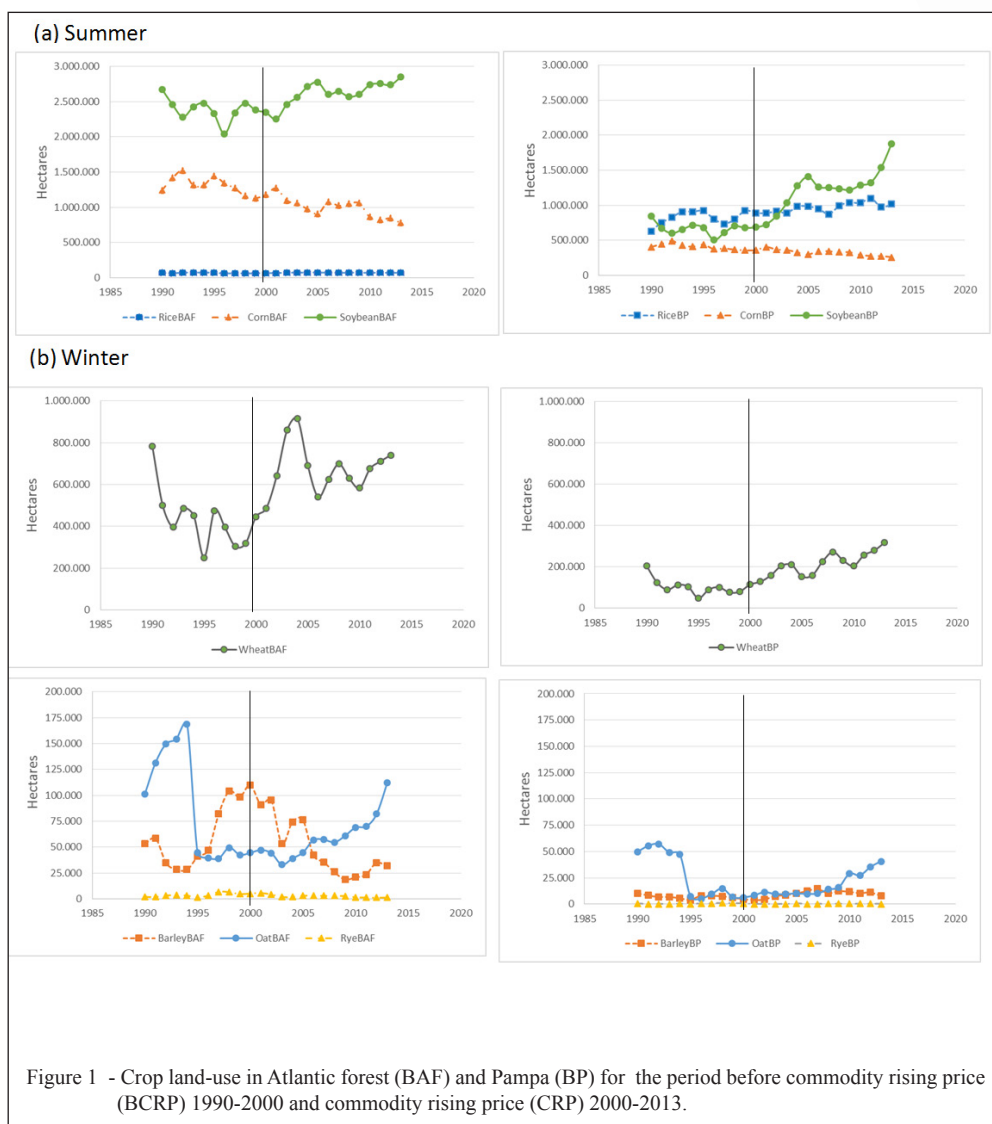 (a) Summer
Hectares
3.000.000
2.500.000
2.000.000
1.500.000
1.000.000
500.000
0
1985 1990 1995 2000 2005 2010 2015 2020
RiceBAF CornBAF SoybeanBAF
Hectares
3.000.000
2.500.000
2.000.000
1.500.000
1.000.000
500.000
0
1985 1990 1995 2000 2005 2010 2015 2020
RiceBP CornBP SoybeanBP
(b) Winter
Hectares
1.000.000
800.000
600.000
400.000
200.000
0
1985 1990 1995 2000 2005 2010 2015 2020
WheatBAF
Hectares
1.000.000
800.000
600.000
400.000
200.000
0
1985 1990 1995 2000 2005 2010 2015 2020
WheatBP
Hectares
200.000
175.000
150.000
125.000
100.000
75.000
50.000
25.000
0
1985 1990 1995 2000 2005 2010 2015 2020
BarleyBAF OatBAF RyeBAF
Hectares
200.000
175.000
150.000
125.000
100.000
75.000
50.000
25.000
0
1985 1990 1995 2000 2005 2010 2015 2020
BarleyBP OatBP RyeBP
Figure 1 - Crop land-use in Atlantic forest (BAF) and Pampa (BP) for the period before commodity rising price
(BCRP) 1990-2000 and commodity rising price (CRP) 2000-2013.